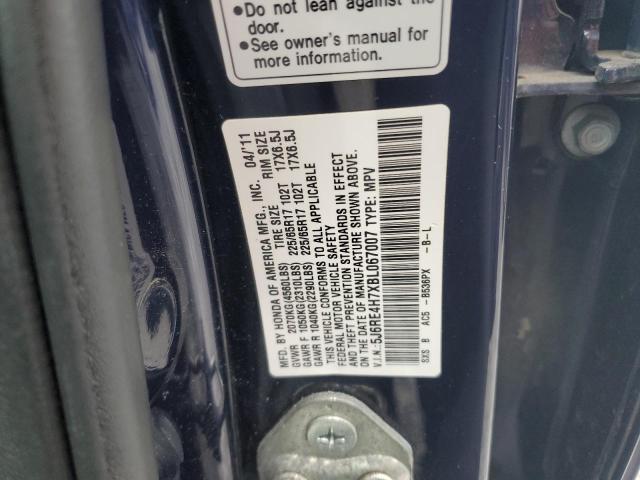 ●Do not lean against the
door.
●See owner's manual for
more information.
MFD. BY HONDA OF AMERICA MFG., INC. 04/'11
TIRE SIZE RIM SIZE
GVWR 2070KG(4560LBS) 225/65R17 102T 17X6.5J
GAWR F 1050KG(2310LBS) 225/65R17 102T 17X6.5J
GAWR R 1040KG(2290LBS)
THIS VEHICLE CONFORMS TO ALL APPLICABLE
FEDERAL MOTOR VEHICLE SAFETY
AND THEFT PREVENTION STANDARDS IN EFFECT
ON THE DATE OF MANUFACTURE SHOWN ABOVE.
V.I.N.:5J6RE4H7XBL067007 TYPE: MPV
SXS B AC5 -B536PX -B-L